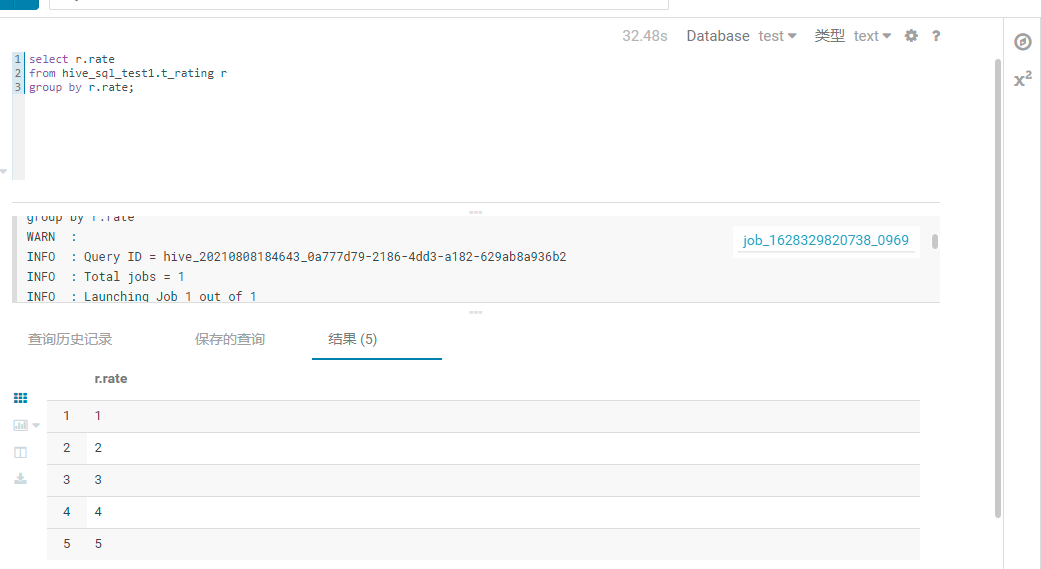 32.48s Database test 类型 text ?
1 select r.rate
2 from hive_sql_test1.t_rating r
3 group by r.rate;
x²
group by r.rate
WARN :
INFO : Query ID = hive_20210808184643_0a777d79-2186-4dd3-a182-629ab8a936b2
INFO : Total jobs = 1
INFO : Launching Job 1 out of 1
job_1628329820738_0969
查询历史记录 保存的查询 结果 (5)
r.rate
1 1
2 2
3 3
4 4
5 5